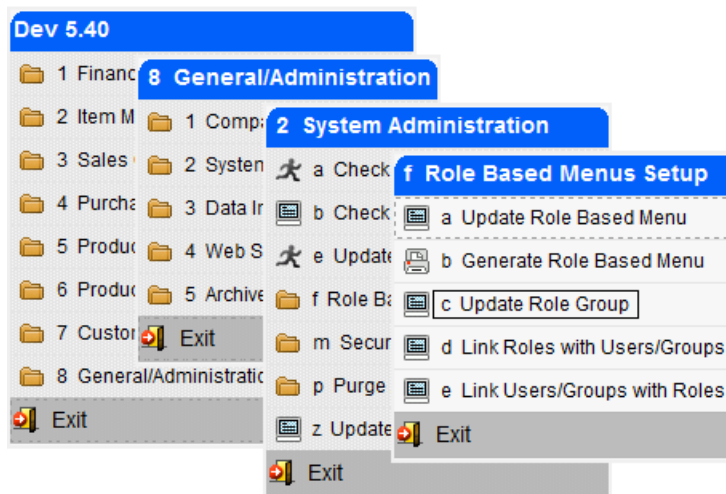 Dev 5.40
1 Financ
2 Item M
3 Sales
4 Purcha
5 Produc
6 Produc
7 Custor
8 General/Administratic
Exit
8 General/Administration
1 Comp
2 System
3 Data Ir
4 Web S
5 Archive
Exit
2 System Administration
a Check
b Check
e Update
f Role Ba
m Secur
p Purge
z Update
Exit
f Role Based Menus Setup
a Update Role Based Menu
b Generate Role Based Menu
c Update Role Group
d Link Roles with Users/Groups
e Link Users/Groups with Roles
Exit